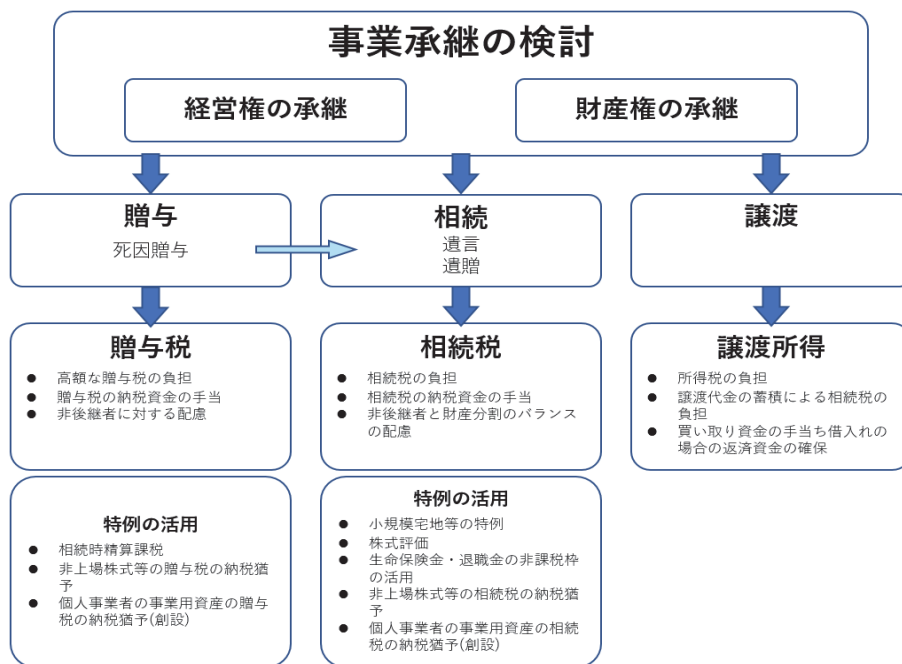 事業承継の検討
経営権の承継
財産権の承継
贈与
死因贈与
相続
遺言
遺贈
譲渡
贈与税
● 高額な贈与税の負担
● 贈与税の納税資金の手当
● 非後継者に対する配慮
相続税
● 相続税の負担
● 相続税の納税資金の手当
● 非後継者と財産分割のバランス
の配慮
譲渡所得
● 所得税の負担
● 譲渡代金の蓄積による相続税の
負担
● 買い取り資金の手当ち借入れの
場合の返済資金の確保
特例の活用
● 相続時精算課税
● 非上場株式等の贈与税の納税猶
予
● 個人事業者の事業用資産の贈与
税の納税猶予(創設)
特例の活用
● 小規模宅地等の特例
● 株式評価
● 生命保険金・退職金の非課税枠
の活用
● 非上場株式等の相続税の納税猶
予
● 個人事業者の事業用資産の相続
税の納税猶予(創設)